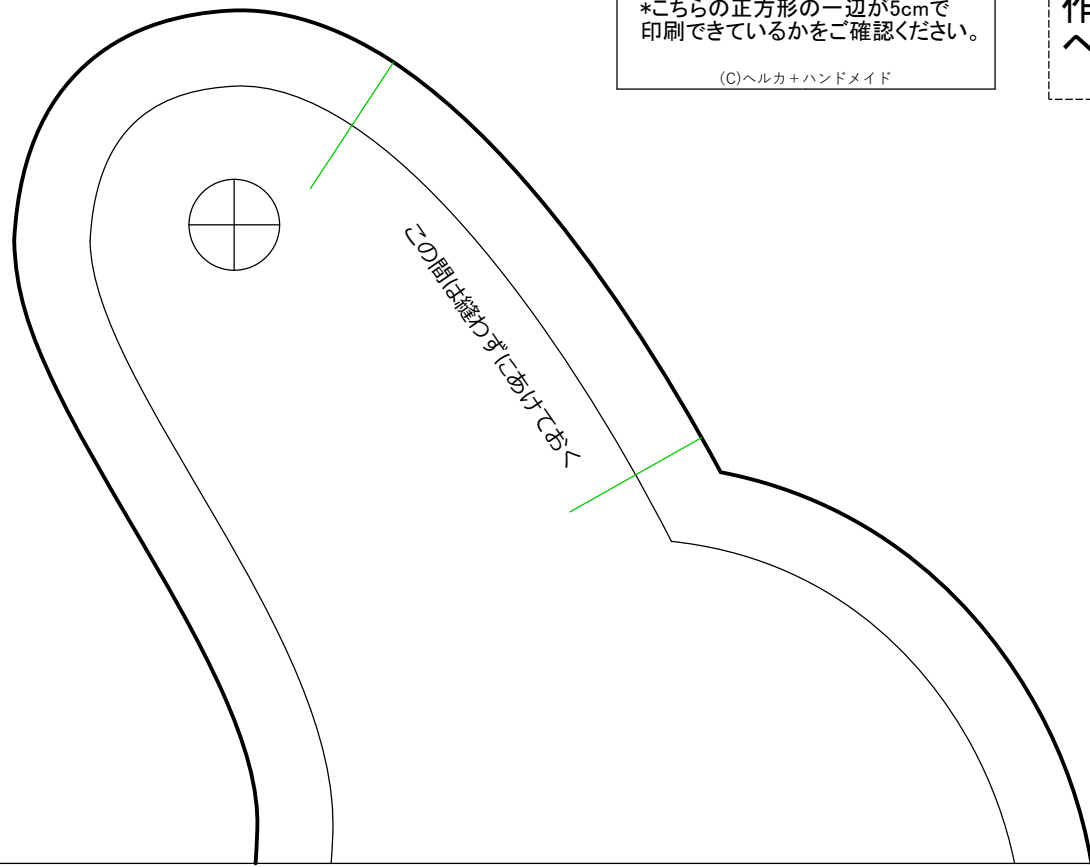 *こちらの正方形の一辺が5cmで
印刷できているかをご確認ください。
(C)ヘルカ+ハンドメイド
作
へ
この間は縫わずにあけておく